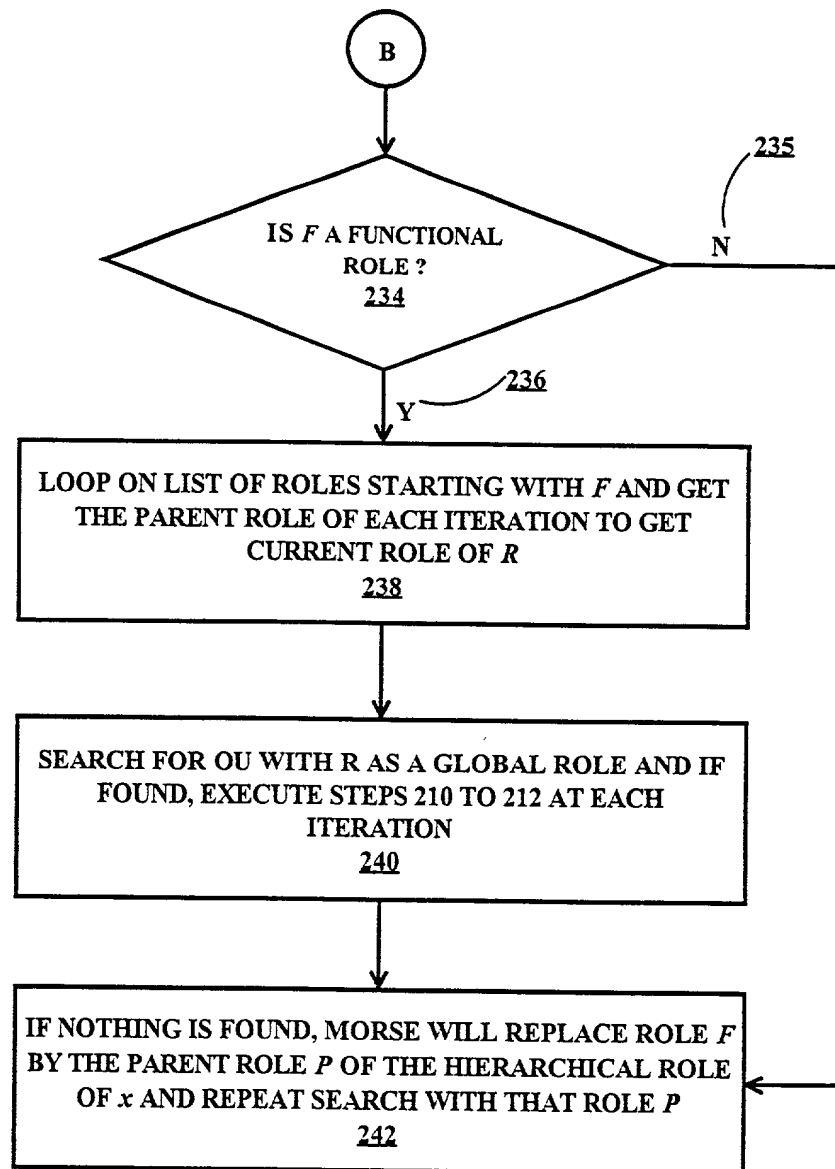 B
235
IS F A FUNCTIONAL
ROLE ?
234
N
236
Y
LOOP ON LIST OF ROLES STARTING WITH F AND GET
THE PARENT ROLE OF EACH ITERATION TO GET
CURRENT ROLE OF R
238
SEARCH FOR OU WITH R AS A GLOBAL ROLE AND IF
FOUND, EXECUTE STEPS 210 TO 212 AT EACH
ITERATION
240
IF NOTHING IS FOUND, MORSE WILL REPLACE ROLE F
BY THE PARENT ROLE P OF THE HIERARCHICAL ROLE
OF x AND REPEAT SEARCH WITH THAT ROLE P
242